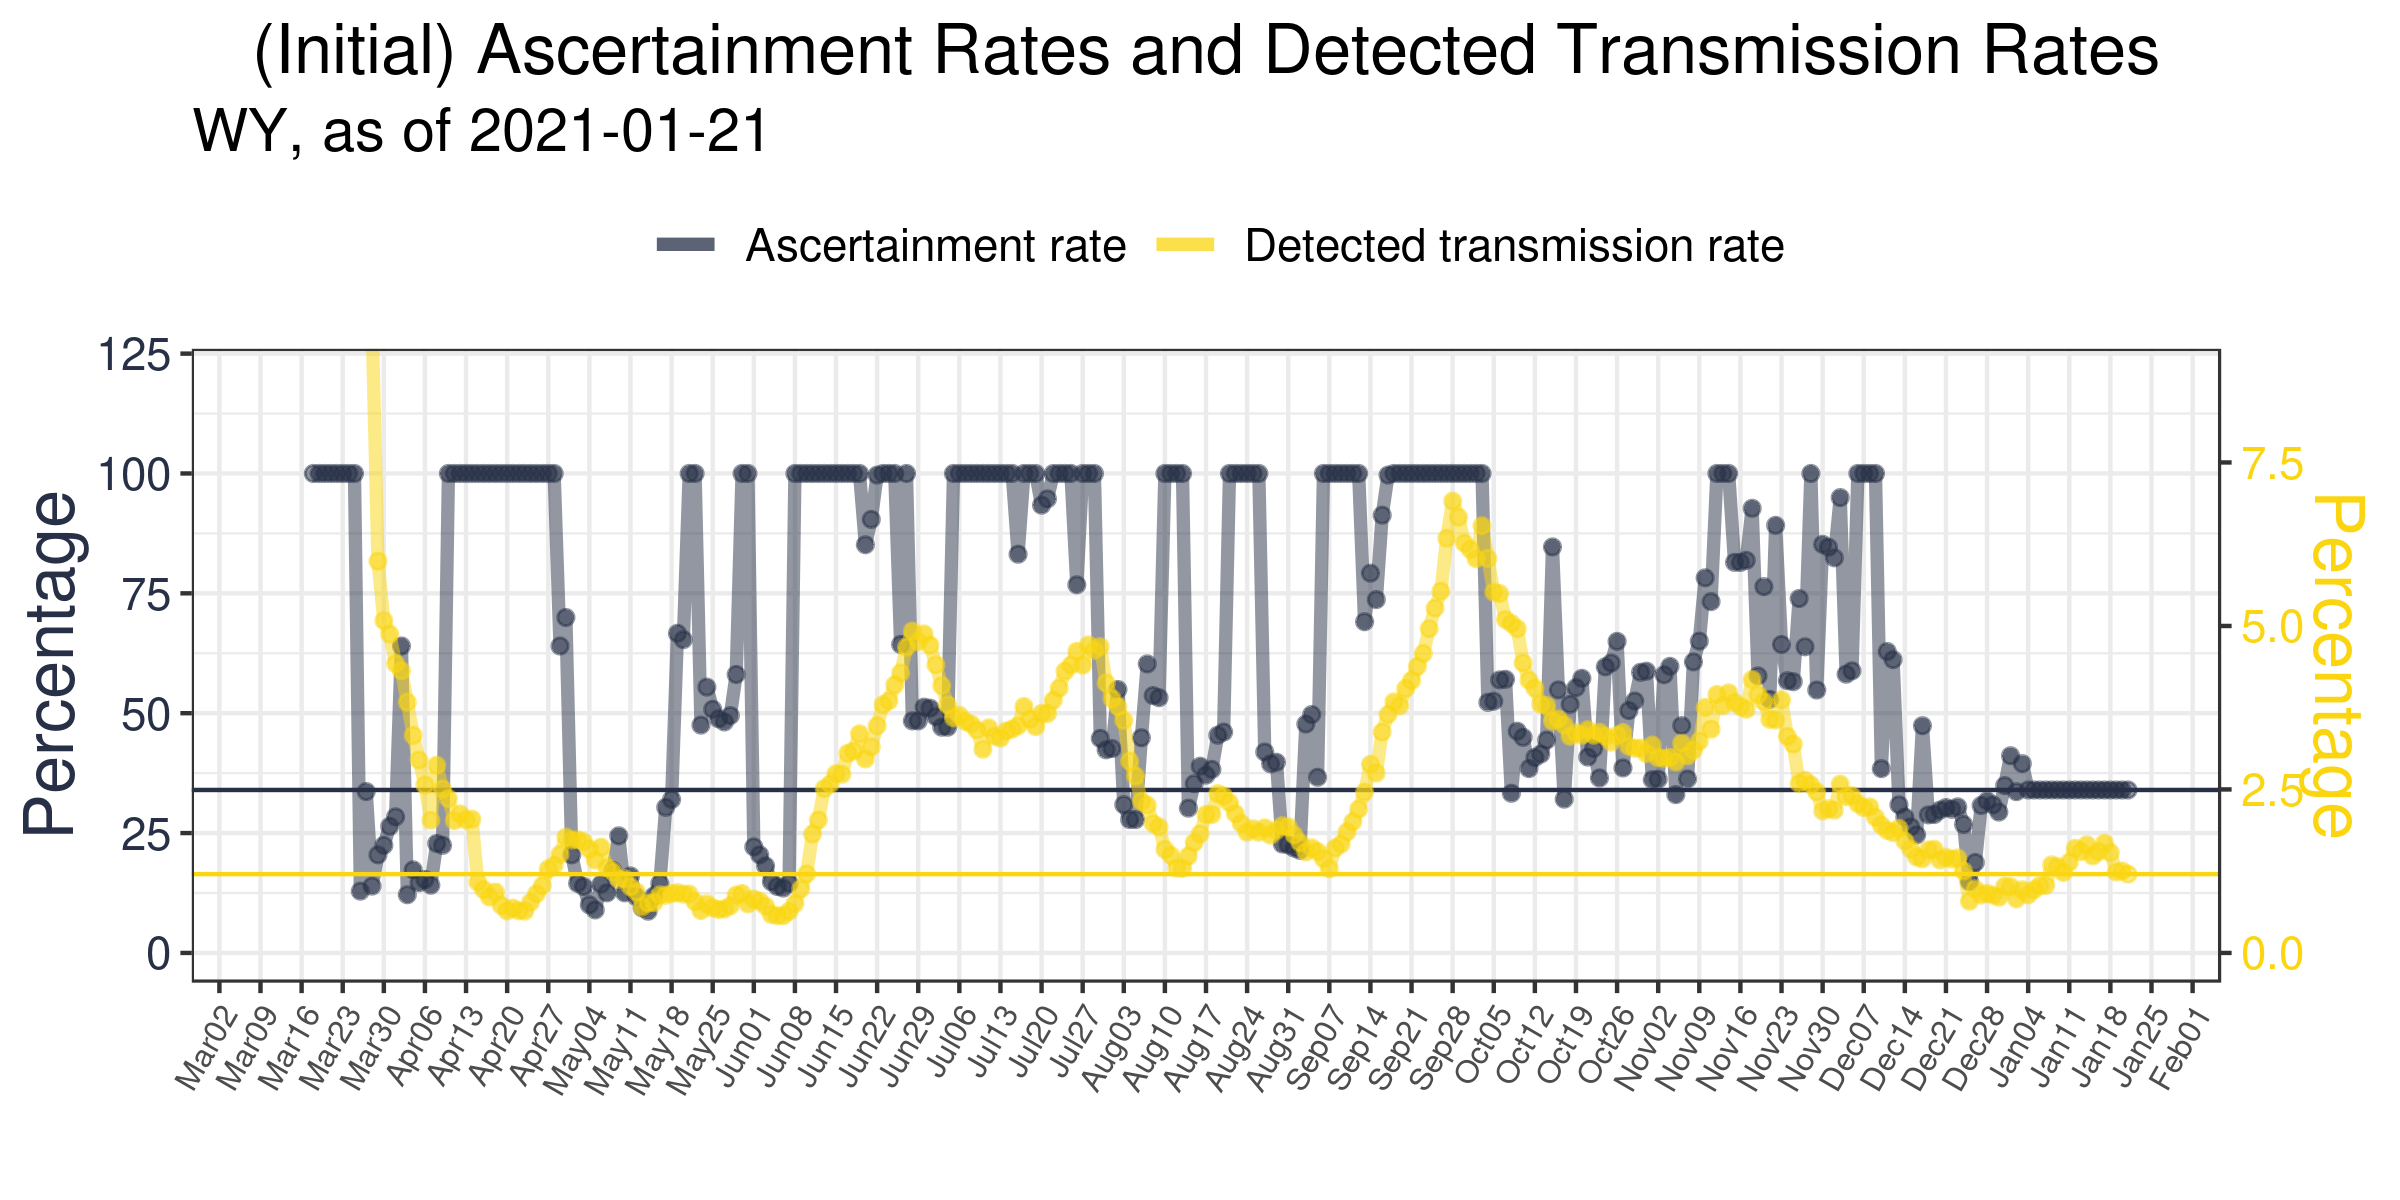 (Initial) Ascertainment Rates and Detected Transmission Rates
WY, as of 2021-01-21
Ascertainment rate
Detected transmission rate
Percentage
125
100
75
50
25
0
7.5
5.0
2.5
0.0
Percentage
Mar02
Mar09
Mar16
Mar23
Mar30
Apr06
Apr13
Apr20
Apr27
May04
May11
May18
May25
Jun01
Jun08
Jun15
Jun22
Jun29
Jul06
Jul13
Jul20
Jul27
Aug03
Aug10
Aug17
Aug24
Aug31
Sep07
Sep14
Sep21
Sep28
Oct05
Oct12
Oct19
Oct26
Nov02
Nov09
Nov16
Nov23
Nov30
Dec07
Dec14
Dec21
Dec28
Jan04
Jan11
Jan18
Jan25
Feb01